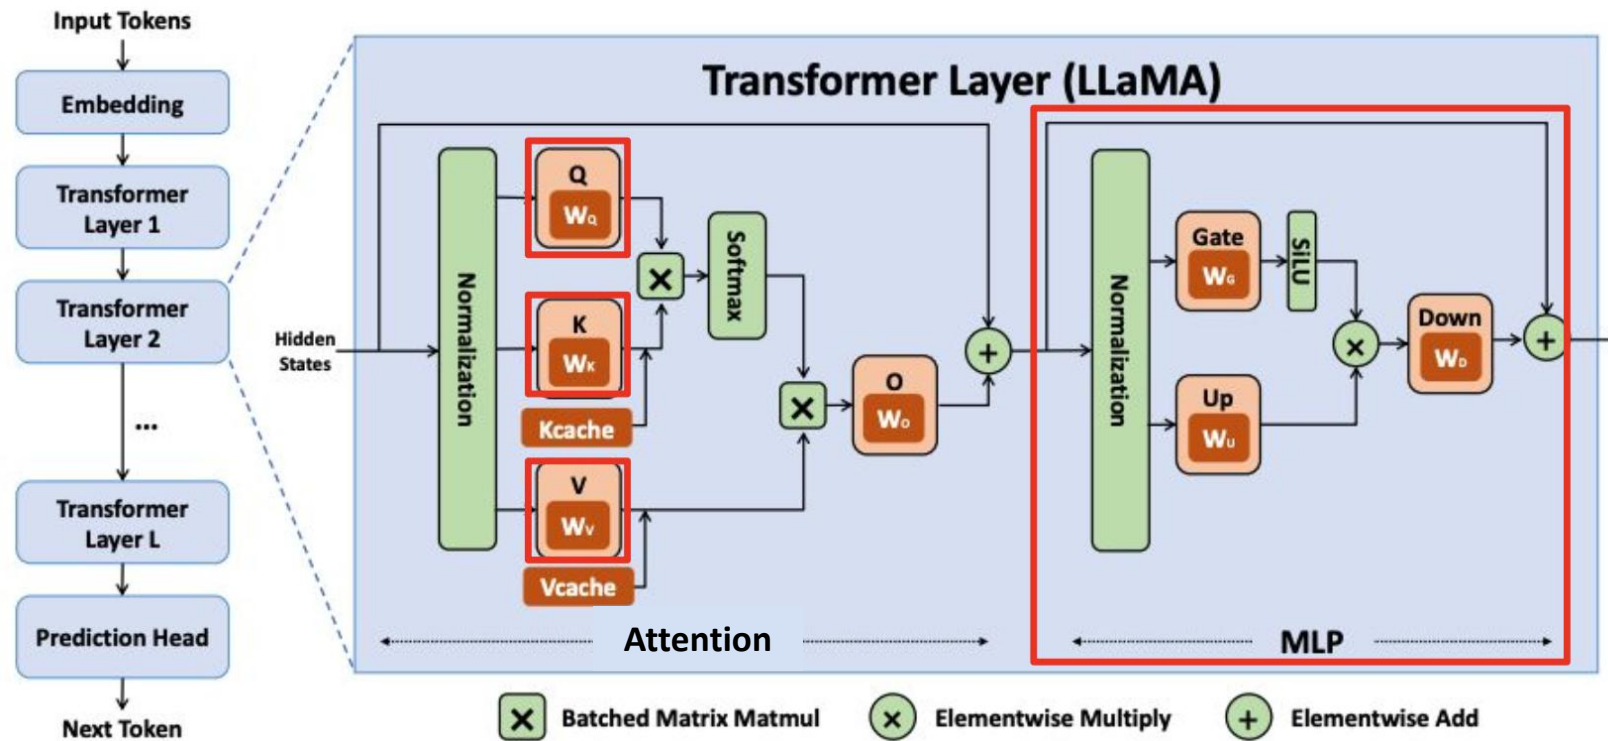 Input Tokens
Embedding
Transformer
Layer 1
Transformer
Layer 2
...
Transformer
Layer L
Prediction Head
Next Token
Transformer Layer (LLaMA)
Hidden
States
Normalization
Q
WQ
K
WK
Kcache
V
WV
Vcache
×
Softmax
×
O
WO
+
Normalization
Gate
WG
SiLU
Up
WU
×
Down
WD
+
Attention
MLP
× Batched Matrix Matmul
× Elementwise Multiply
+ Elementwise Add